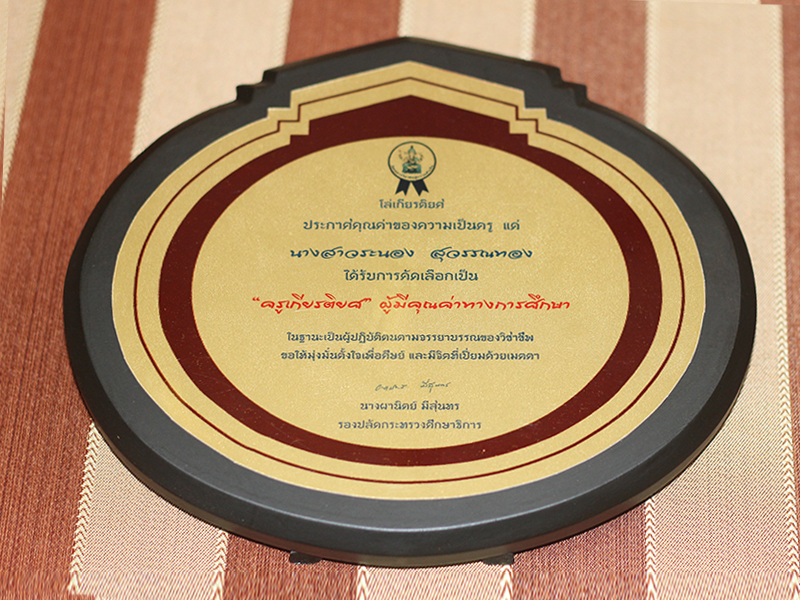 โล่เกียรติยศ
ประกาศคุณค่าของความเป็นครู แด่
นางสาวระนอง สุวรรณทอง
ได้รับการคัดเลือกเป็น
“ครูเกียรติยศ” ผู้มีคุณค่าทางการศึกษา
ในฐานะเป็นผู้ปฏิบัติตนตามจรรยาบรรณของวิชาชีพ
ขอให้มุ่งมั่นตั้งใจเพื่อศิษย์ และมีจิตที่เปี่ยมด้วยเมตตา
นางผานิตย์ มีสุนทร
รองปลัดกระทรวงศึกษาธิการ